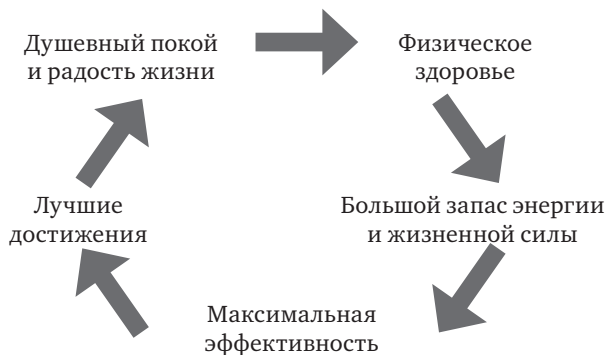 Душевный покой
и радость жизни
Физическое
здоровье
Большой запас энергии
и жизненной силы
Максимальная
эффективность
Лучшие
достижения